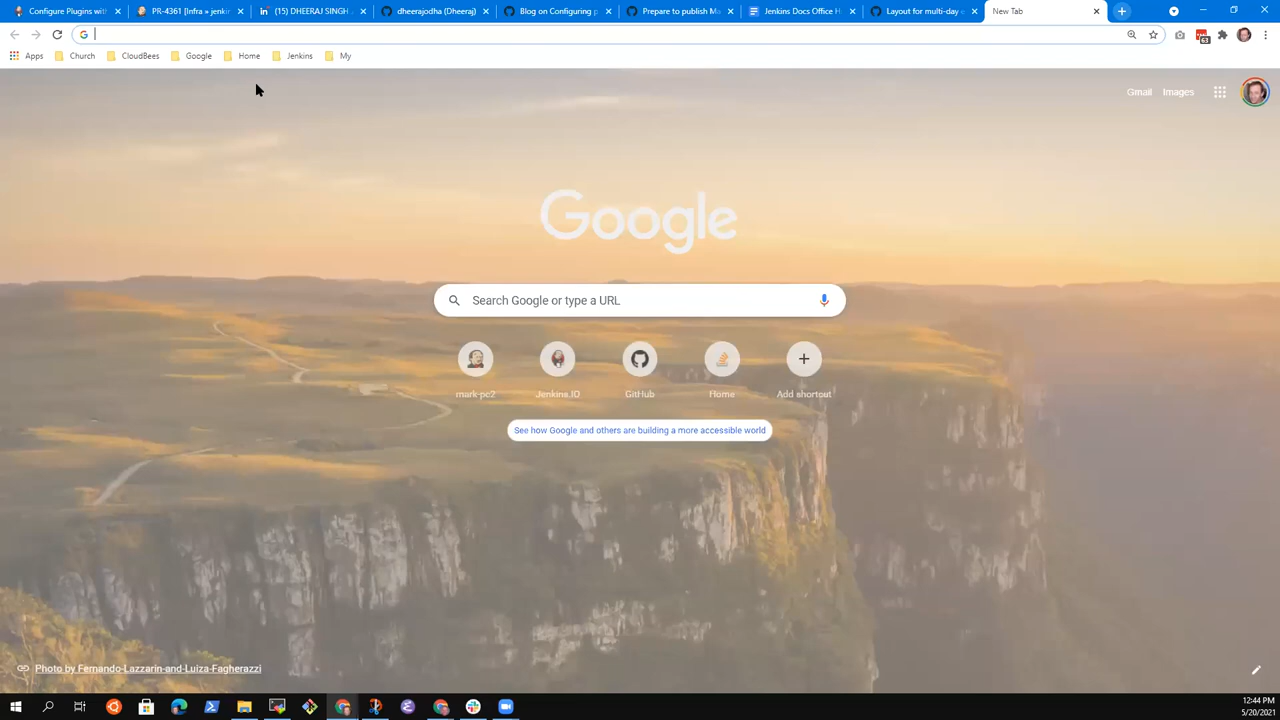 Configure Plugins with
PR-4361 [Infra » jenkin
(15) DHEERAJ SINGH
dheerajodha (Dheeraj)
Blog on Configuring p
Prepare to publish M
Jenkins Docs Office H
Layout for multi-day e
New Tab
Apps
Church
CloudBees
Google
Home
Jenkins
My
63
Gmail
Images
Google
Search Google or type a URL
mark-pc2
Jenkins.IO
GitHub
Home
Add shortcut
See how Google and others are building a more accessible world
Photo by Fernando-Lazzarin-and-Luiza-Fagherazzi
12:44 PM
5/20/2021